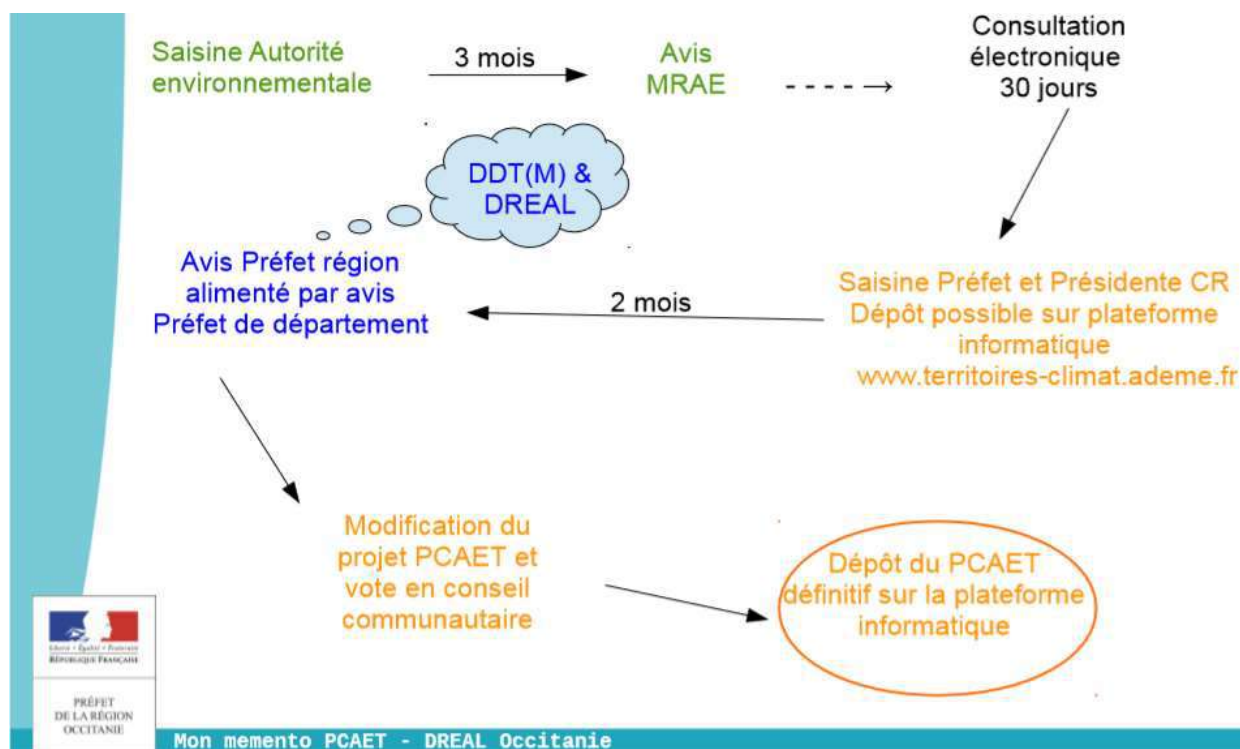 Saisine Autorité
environnementale
3 mois
Avis
MRAE
Consultation
électronique
30 jours
DDT(M) &
DREAL
Avis Préfet région
alimenté par avis
Préfet de département
2 mois
Saisine Préfet et Présidente CR
Dépôt possible sur plateforme
informatique
www.territoires-climat.ademe.fr
Modification du
projet PCAET et
vote en conseil
communautaire
Dépôt du PCAET
définitif sur la plateforme
informatique
Liberté • Égalité • Fraternité
RÉPUBLIQUE FRANÇAISE
PRÉFET
DE LA RÉGION
OCCITANIE
Mon memento PCAET - DREAL Occitanie